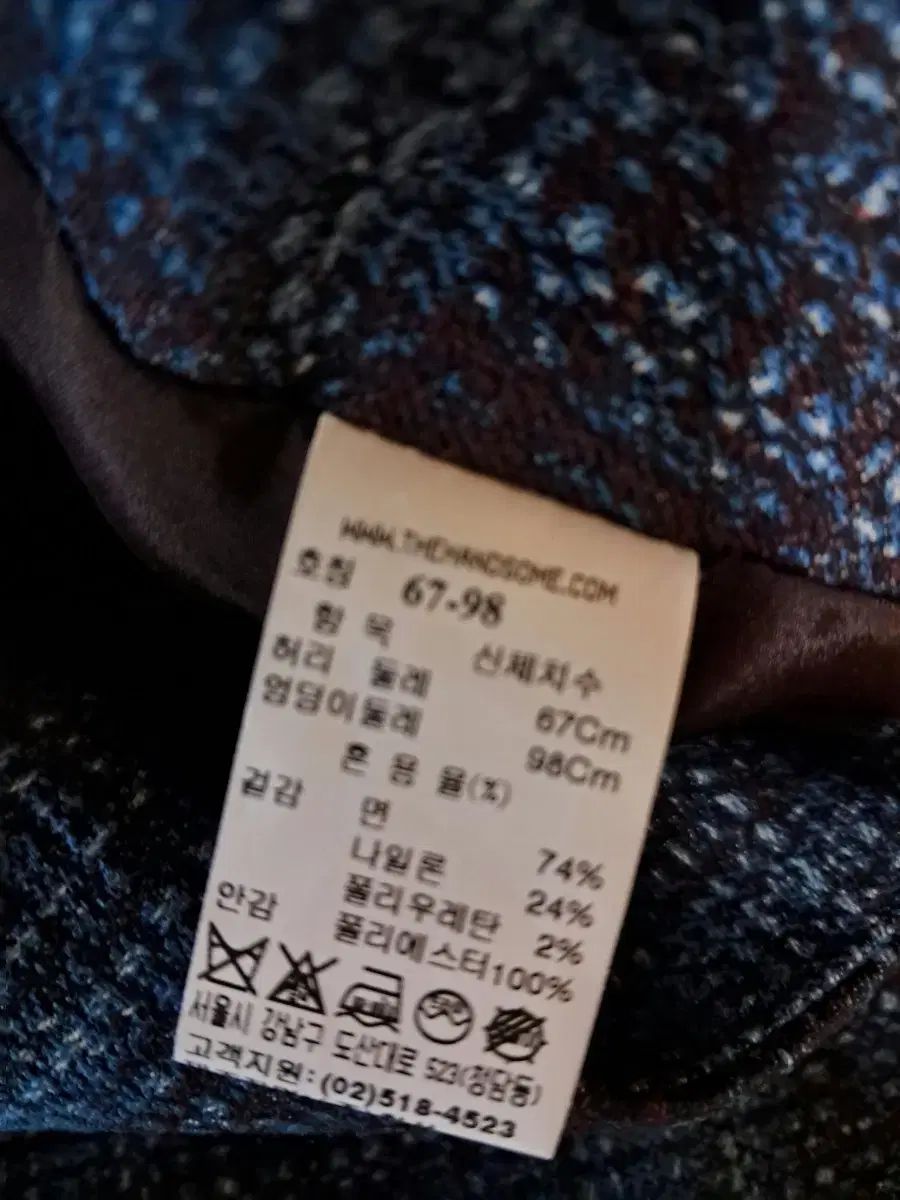 WWW.THEHANDSOME.COM
호칭 67-98
항 목 신체치수
허리 둘레 67Cm
엉덩이둘레 98Cm
혼 용 율(%)
겉감 면 74%
나일론 24%
폴리우레탄 2%
안감 폴리에스터100%
서울시 강남구 도산대로 523(청담동)
고객지원:(02)518-4523